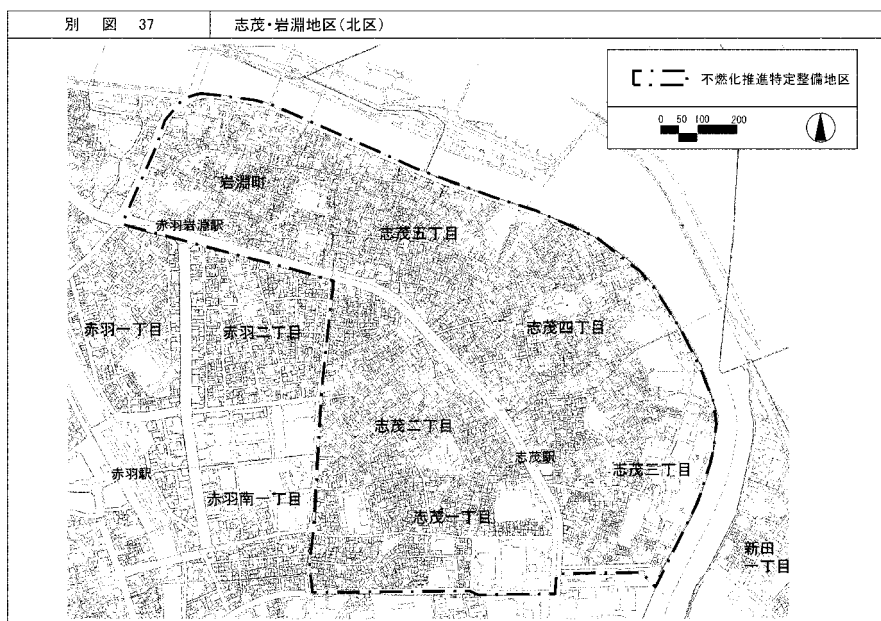 別 図 37
志茂・岩淵地区(北区)
不燃化推進特定整備地区
0 50 100 200
岩淵町
赤羽岩淵駅
志茂五丁目
赤羽一丁目
赤羽二丁目
志茂四丁目
志茂二丁目
志茂駅
志茂三丁目
赤羽駅
赤羽南一丁目
志茂一丁目
新田
一丁目